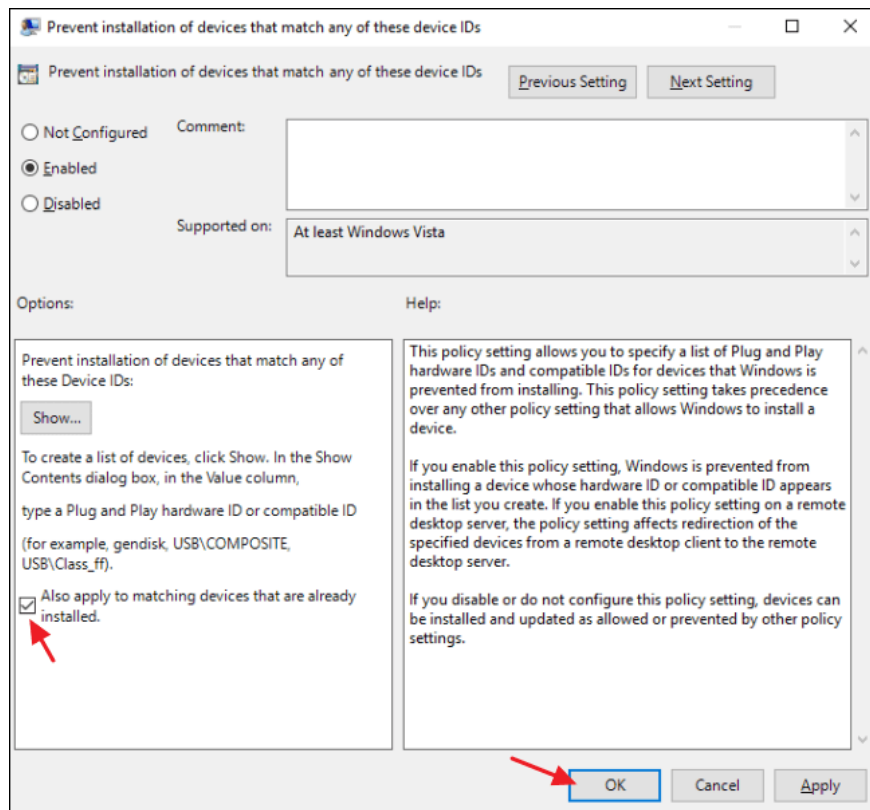 Prevent installation of devices that match any of these device IDs
Prevent installation of devices that match any of these device IDs
Previous Setting
Next Setting
Not Configured
Comment:
Enabled
Disabled
Supported on:
At least Windows Vista
Options:
Help:
Prevent installation of devices that match any of
these Device IDs:
Show...
To create a list of devices, click Show. In the Show
Contents dialog box, in the Value column,
type a Plug and Play hardware ID or compatible ID
(for example, gendisk, USB\COMPOSITE,
USB\Class_ff).
Also apply to matching devices that are already
installed.
This policy setting allows you to specify a list of Plug and Play
hardware IDs and compatible IDs for devices that Windows is
prevented from installing. This policy setting takes precedence
over any other policy setting that allows Windows to install a
device.
If you enable this policy setting, Windows is prevented from
installing a device whose hardware ID or compatible ID appears
in the list you create. If you enable this policy setting on a remote
desktop server, the policy setting affects redirection of the
specified devices from a remote desktop client to the remote
desktop server.
If you disable or do not configure this policy setting, devices can
be installed and updated as allowed or prevented by other policy
settings.
OK
Cancel
Apply